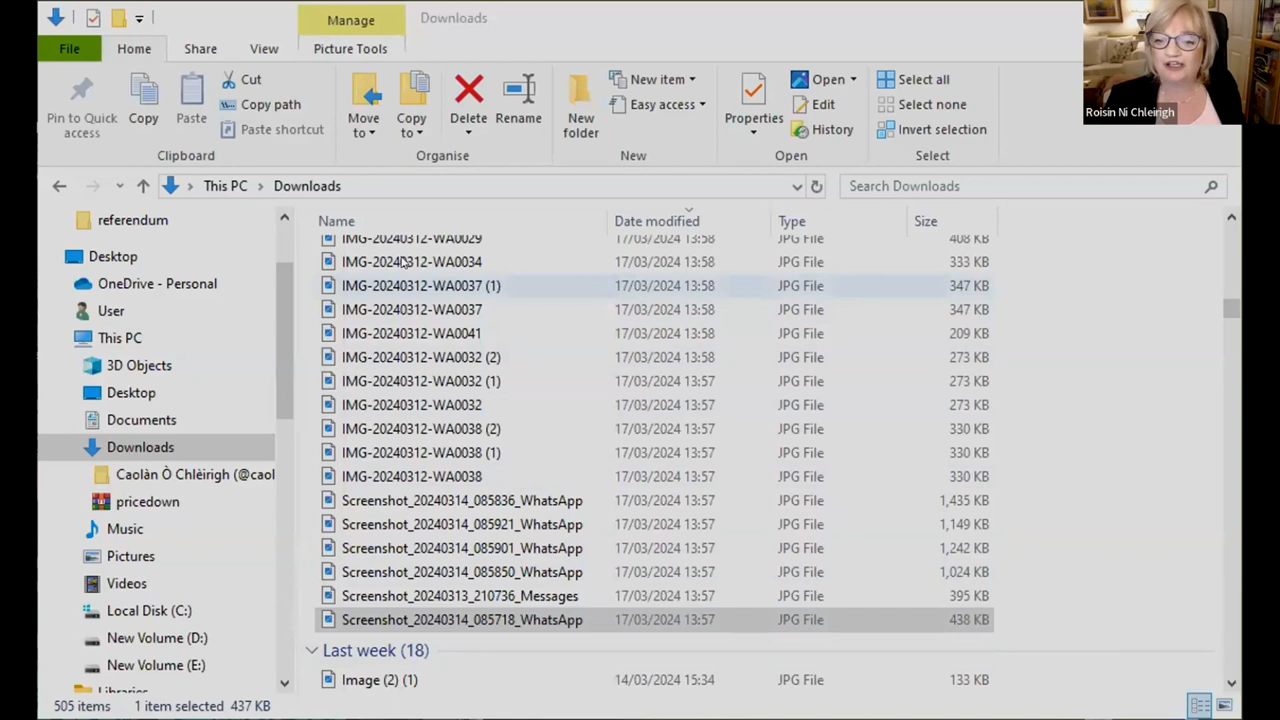 Manage Downloads
File Home Share View Picture Tools
Pin to Quick access
Copy
Paste
Cut
Copy path
Paste shortcut
Clipboard
Move to
Copy to
Delete
Rename
Organise
New folder
New item
Easy access
New
Properties
Open
Edit
History
Open
Select all
Select none
Invert selection
Select
Roisin Ni Chleirigh
This PC > Downloads
Search Downloads
referendum
Desktop
OneDrive - Personal
User
This PC
3D Objects
Desktop
Documents
Downloads
Caolàn Ò Chlèirigh (@caol
pricedown
Music
Pictures
Videos
Local Disk (C:)
New Volume (D:)
New Volume (E:)
Libraries
Name Date modified Type Size
IMG-20240312-WA0029 17/03/2024 13:58 JPG File 408 KB
IMG-20240312-WA0034 17/03/2024 13:58 JPG File 333 KB
IMG-20240312-WA0037 (1) 17/03/2024 13:58 JPG File 347 KB
IMG-20240312-WA0037 17/03/2024 13:58 JPG File 347 KB
IMG-20240312-WA0041 17/03/2024 13:58 JPG File 209 KB
IMG-20240312-WA0032 (2) 17/03/2024 13:58 JPG File 273 KB
IMG-20240312-WA0032 (1) 17/03/2024 13:57 JPG File 273 KB
IMG-20240312-WA0032 17/03/2024 13:57 JPG File 273 KB
IMG-20240312-WA0038 (2) 17/03/2024 13:57 JPG File 330 KB
IMG-20240312-WA0038 (1) 17/03/2024 13:57 JPG File 330 KB
IMG-20240312-WA0038 17/03/2024 13:57 JPG File 330 KB
Screenshot_20240314_085836_WhatsApp 17/03/2024 13:57 JPG File 1,435 KB
Screenshot_20240314_085921_WhatsApp 17/03/2024 13:57 JPG File 1,149 KB
Screenshot_20240314_085901_WhatsApp 17/03/2024 13:57 JPG File 1,242 KB
Screenshot_20240314_085850_WhatsApp 17/03/2024 13:57 JPG File 1,024 KB
Screenshot_20240313_210736_Messages 17/03/2024 13:57 JPG File 395 KB
Screenshot_20240314_085718_WhatsApp 17/03/2024 13:57 JPG File 438 KB
Last week (18)
Image (2) (1) 14/03/2024 15:34 JPG File 133 KB
505 items 1 item selected 437 KB